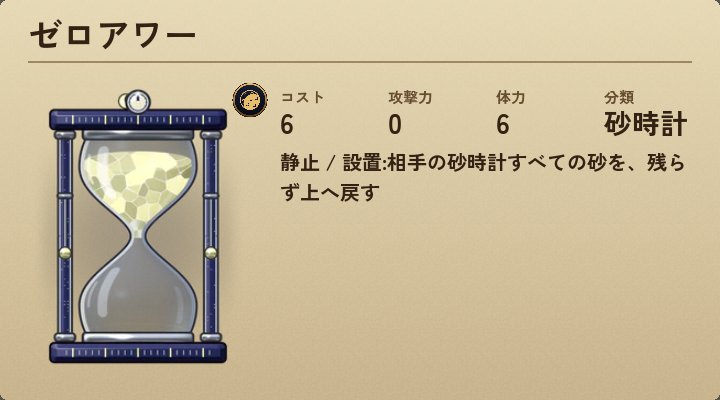 ゼロアワー
コスト 攻撃力 体力 分類
6 0 6 砂時計
静止 / 設置:相手の砂時計すべての砂を、残ら
ず上へ戻す